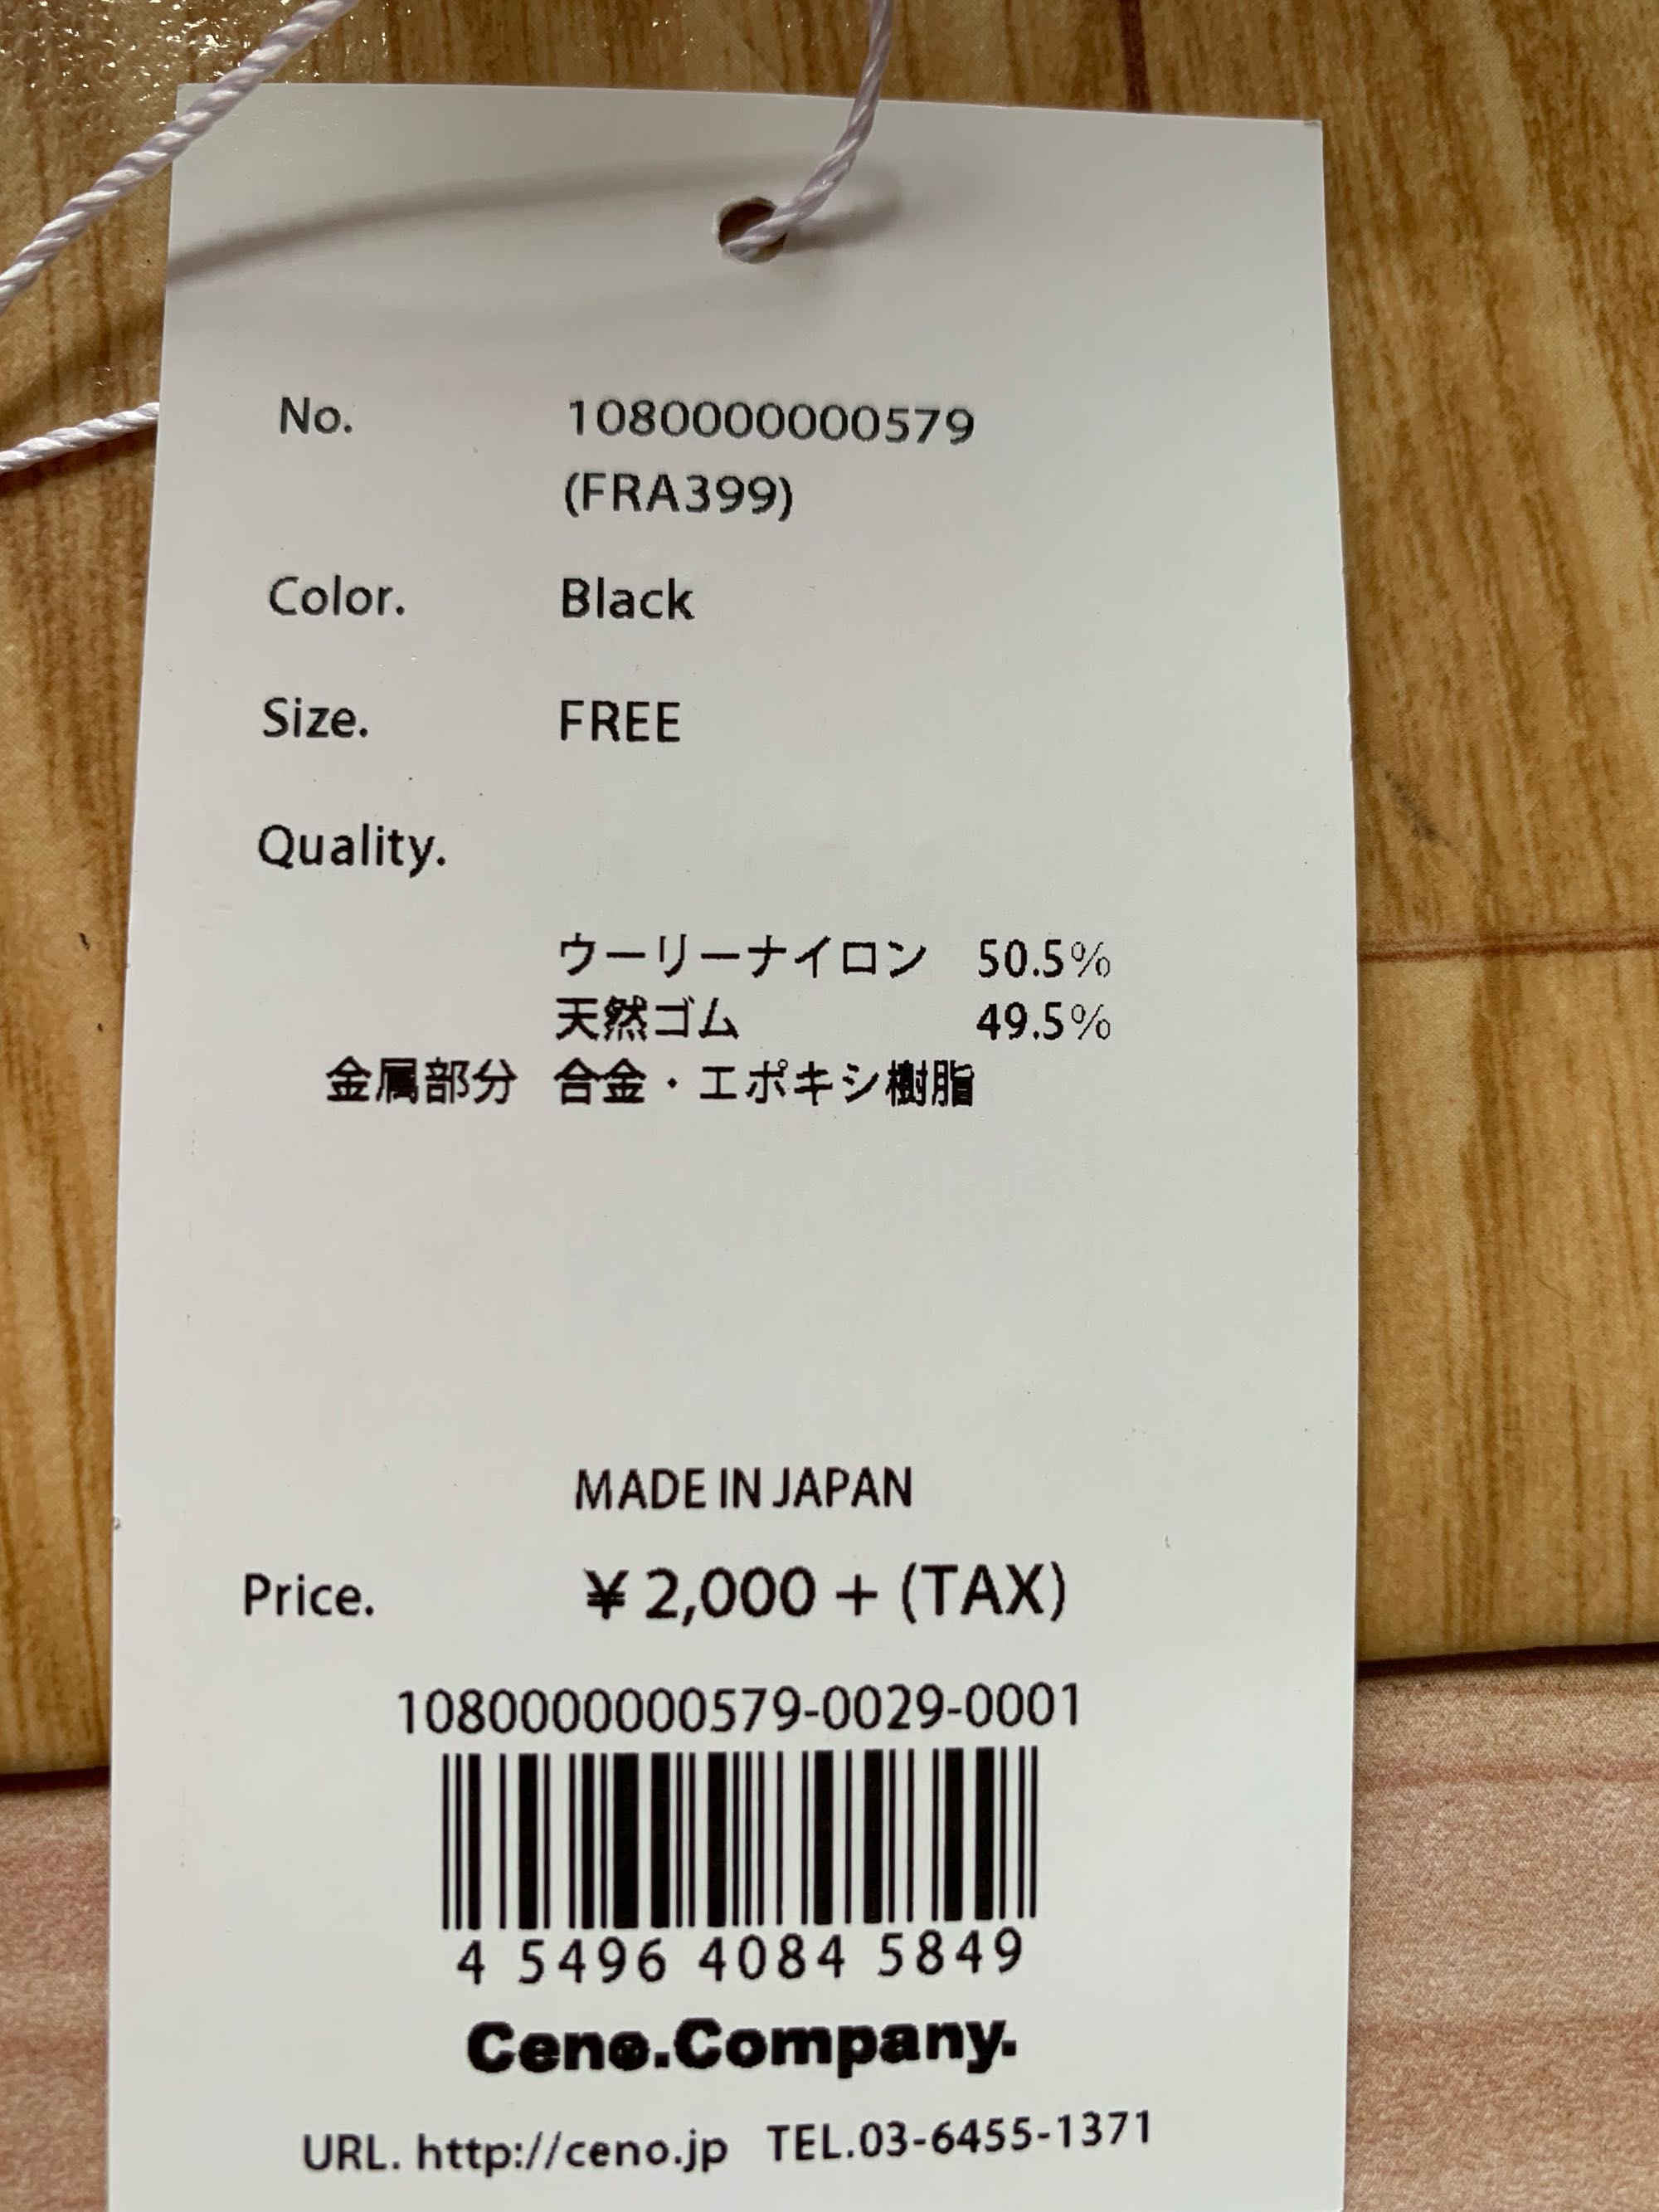 No. 1080000000579
(FRA399)
Color. Black
Size. FREE
Quality.
ウーリーナイロン 50.5%
天然ゴム 49.5%
金属部分 合金・エポキシ樹脂
MADE IN JAPAN
Price. ¥ 2,000 + (TAX)
1080000000579-0029-0001
4 5496 4084 5849
Ceno.Company.
URL. http://ceno.jp TEL.03-6455-1371